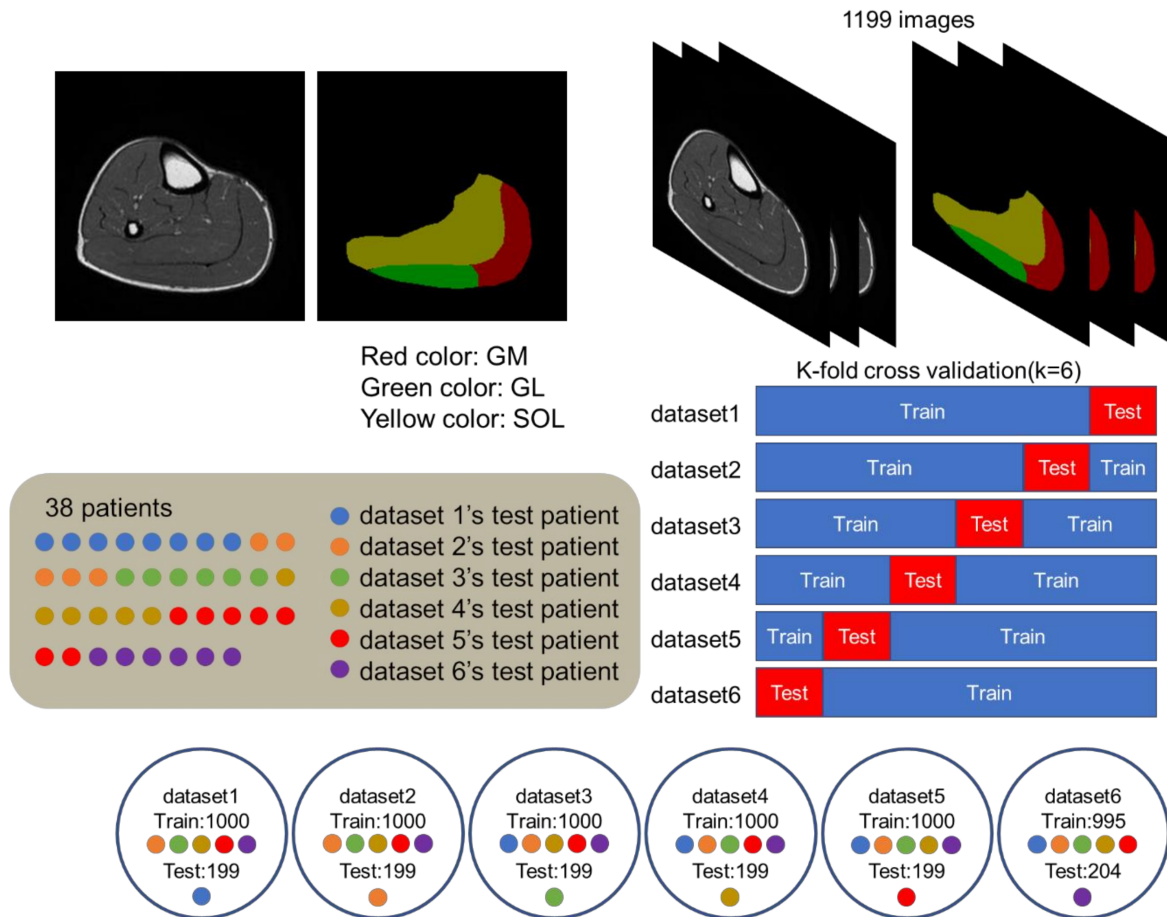 1199 images
Red color: GM
Green color: GL
Yellow color: SOL
K-fold cross validation(k=6)
dataset1
Train
Test
dataset2
Train
Test
Train
dataset3
Train
Test
Train
dataset4
Train
Test
Train
dataset5
Train
Test
Train
dataset6
Test
Train
38 patients
dataset 1's test patient
dataset 2's test patient
dataset 3's test patient
dataset 4's test patient
dataset 5's test patient
dataset 6's test patient
dataset1
Train:1000
Test:199
dataset2
Train:1000
Test:199
dataset3
Train:1000
Test:199
dataset4
Train:1000
Test:199
dataset5
Train:1000
Test:199
dataset6
Train:995
Test:204